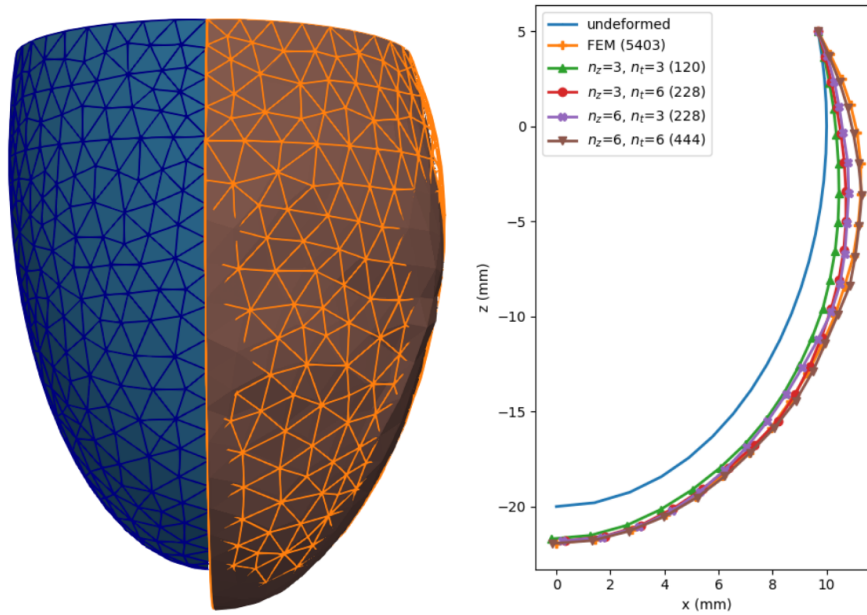 undeformed
FEM (5403)
n_z=3, n_t=3 (120)
n_z=3, n_t=6 (228)
n_z=6, n_t=3 (228)
n_z=6, n_t=6 (444)
5
0
−5
−10
−15
−20
z (mm)
0 2 4 6 8 10
x (mm)